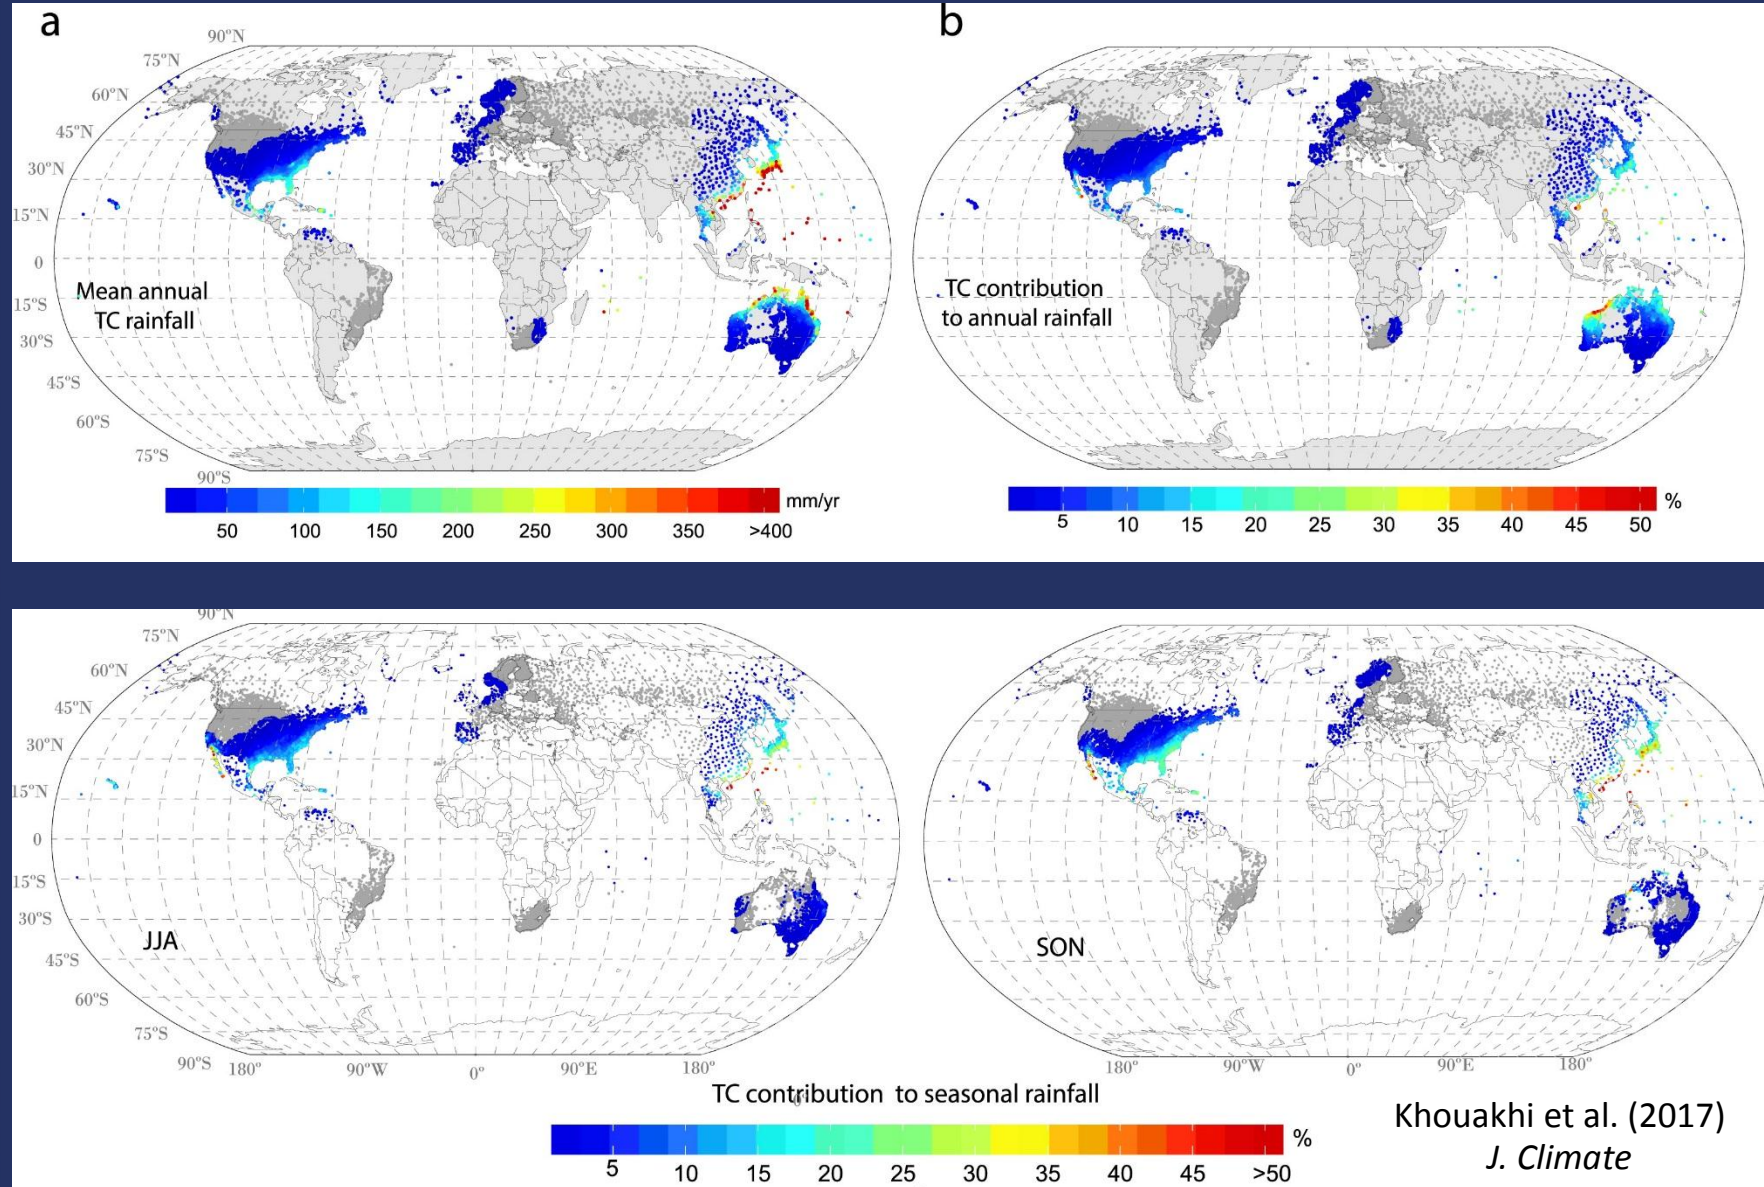 a
b
90°N
75°N
60°N
45°N
30°N
15°N
0
15°S
30°S
45°S
60°S
75°S
90°S
Mean annual
TC rainfall
TC contribution
to annual rainfall
50 100 150 200 250 300 350 >400 mm/yr
5 10 15 20 25 30 35 40 45 50 %
90°N
75°N
60°N
45°N
30°N
15°N
0
15°S
30°S
45°S
60°S
75°S
90°S
JJA
SON
180° 90°W 0° 90°E 180°
180° 90°W 0° 90°E 180°
TC contribution to seasonal rainfall
0°
5 10 15 20 25 30 35 40 45 >50 %
Khouakhi et al. (2017)
J. Climate